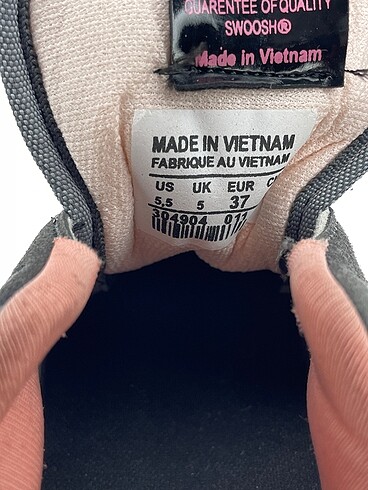 GUARENTEE OF QUALITY
SWOOSH®
Made in Vietnam
MADE IN VIETNAM
FABRIQUE AU VIETNAM
US UK EUR
5,5 5 37
304904 011